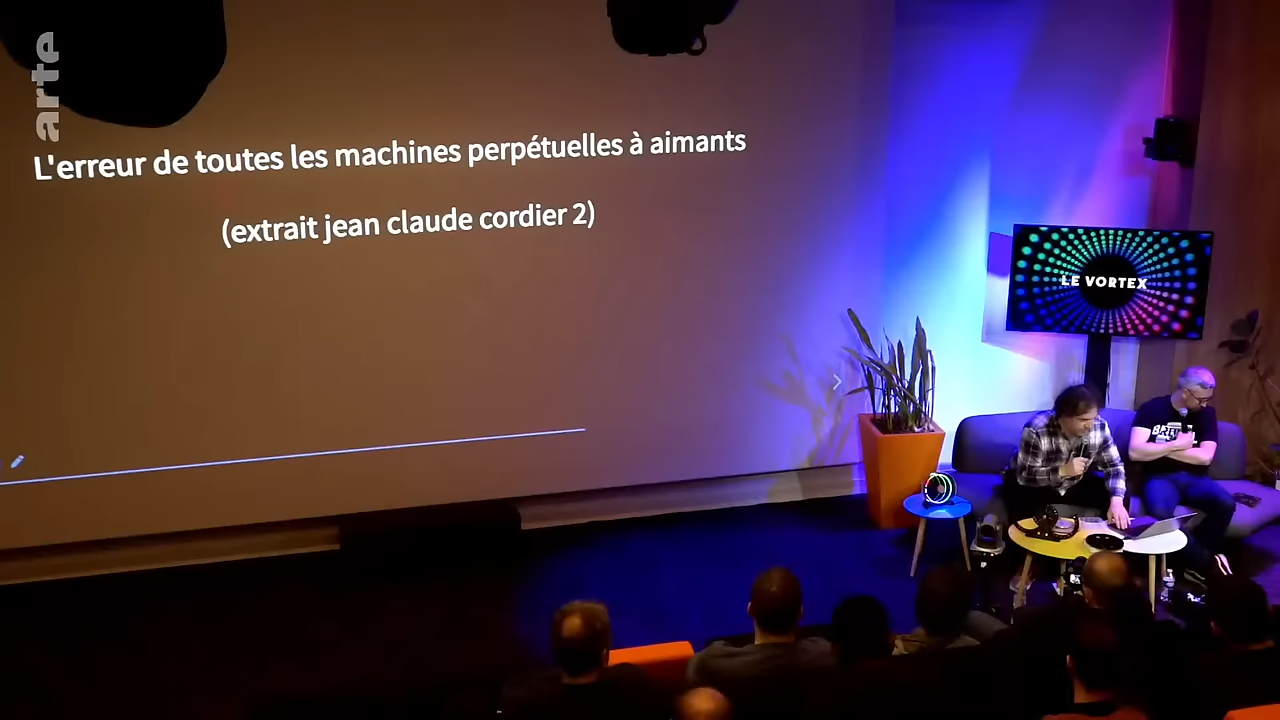 arte
L'erreur de toutes les machines perpétuelles à aimants
(extrait jean claude cordier 2)
LE VORTEX